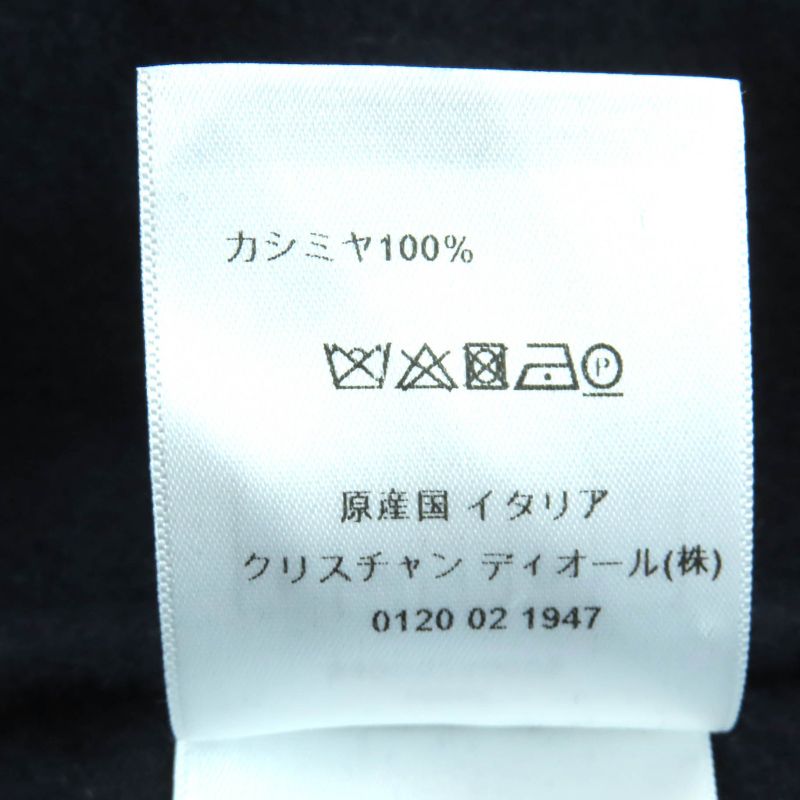 カシミヤ100%
P
原産国 イタリア
クリスチャン ディオール(株)
0120 02 1947